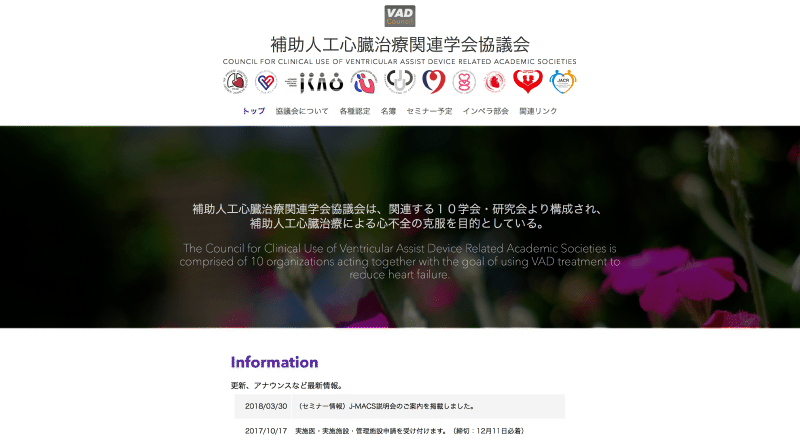 VAD
Council
補助人工心臓治療関連学会協議会
COUNCIL FOR CLINICAL USE OF VENTRICULAR ASSIST DEVICE RELATED ACADEMIC SOCIETIES
JACR
トップ 協議会について 各種認定 名簿 セミナー予定 インペラ部会 関連リンク
補助人工心臓治療関連学会協議会は、関連する１０学会・研究会より構成され、
補助人工心臓治療による心不全の克服を目的としている。
The Council for Clinical Use of Ventricular Assist Device Related Academic Societies is
comprised of 10 organizations acting together with the goal of using VAD treatment to
reduce heart failure.
Information
更新、アナウンスなど最新情報。
2018/03/30 （セミナー情報）J-MACS説明会のご案内を掲載しました。
2017/10/17 実施医・実施施設・管理施設申請を受け付けます。（締切：12月11日必着）